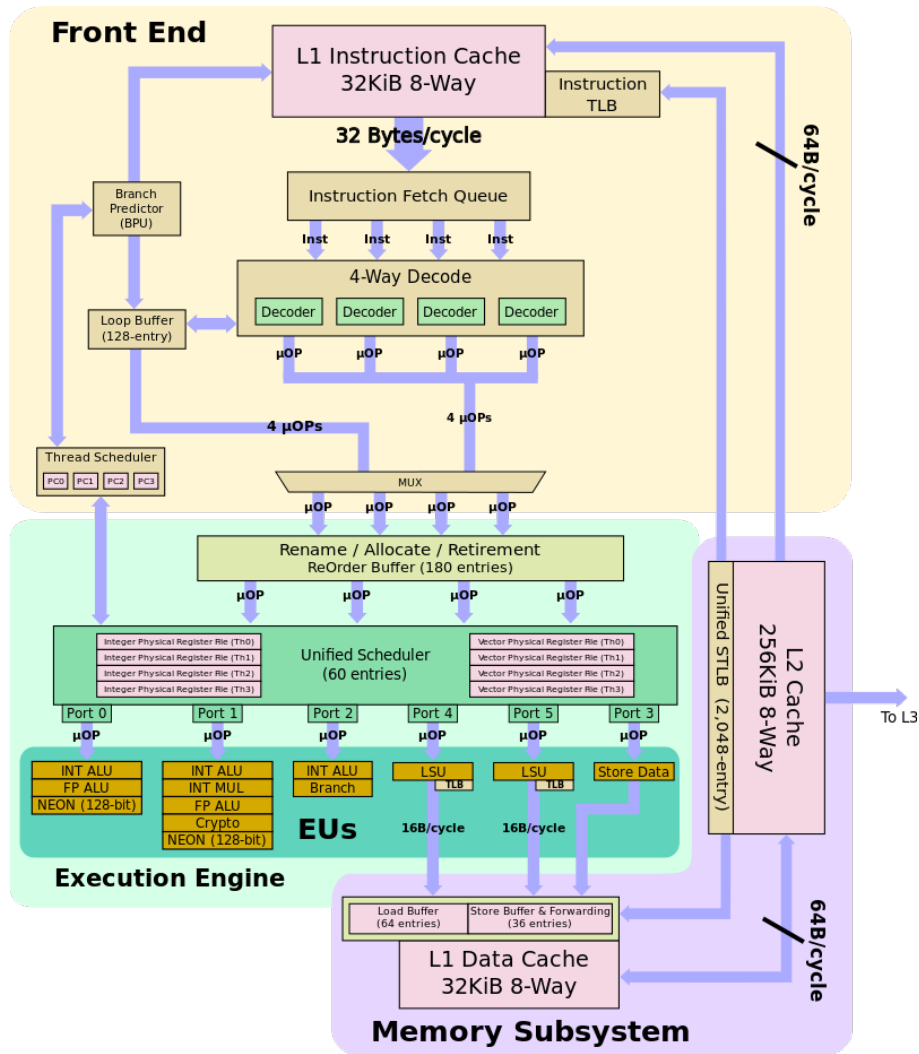 Front End
L1 Instruction Cache
32KiB 8-Way
Instruction
TLB
32 Bytes/cycle
64B/cycle
Branch
Predictor
(BPU)
Instruction Fetch Queue
Inst Inst Inst Inst
4-Way Decode
Decoder Decoder Decoder Decoder
Loop Buffer
(128-entry)
µOP µOP µOP µOP
4 µOPs
4 µOPs
Thread Scheduler
PC0 PC1 PC2 PC3
MUX
µOP µOP µOP µOP
Rename / Allocate / Retirement
ReOrder Buffer (180 entries)
µOP µOP µOP µOP
Integer Physical Register File (Th0)
Integer Physical Register File (Th1)
Integer Physical Register File (Th2)
Integer Physical Register File (Th3)
Unified Scheduler
(60 entries)
Vector Physical Register File (Th0)
Vector Physical Register File (Th1)
Vector Physical Register File (Th2)
Vector Physical Register File (Th3)
Port 0 Port 1 Port 2 Port 4 Port 5 Port 3
µOP µOP µOP µOP µOP µOP
INT ALU
FP ALU
NEON (128-bit)
INT ALU
INT MUL
FP ALU
Crypto
NEON (128-bit)
INT ALU
Branch
LSU
TLB
LSU
TLB
Store Data
EUs
16B/cycle
16B/cycle
Execution Engine
Unified STLB (2,048-entry)
L2 Cache
256KiB 8-Way
To L3
64B/cycle
Load Buffer
(64 entries)
Store Buffer & Forwarding
(36 entries)
L1 Data Cache
32KiB 8-Way
Memory Subsystem